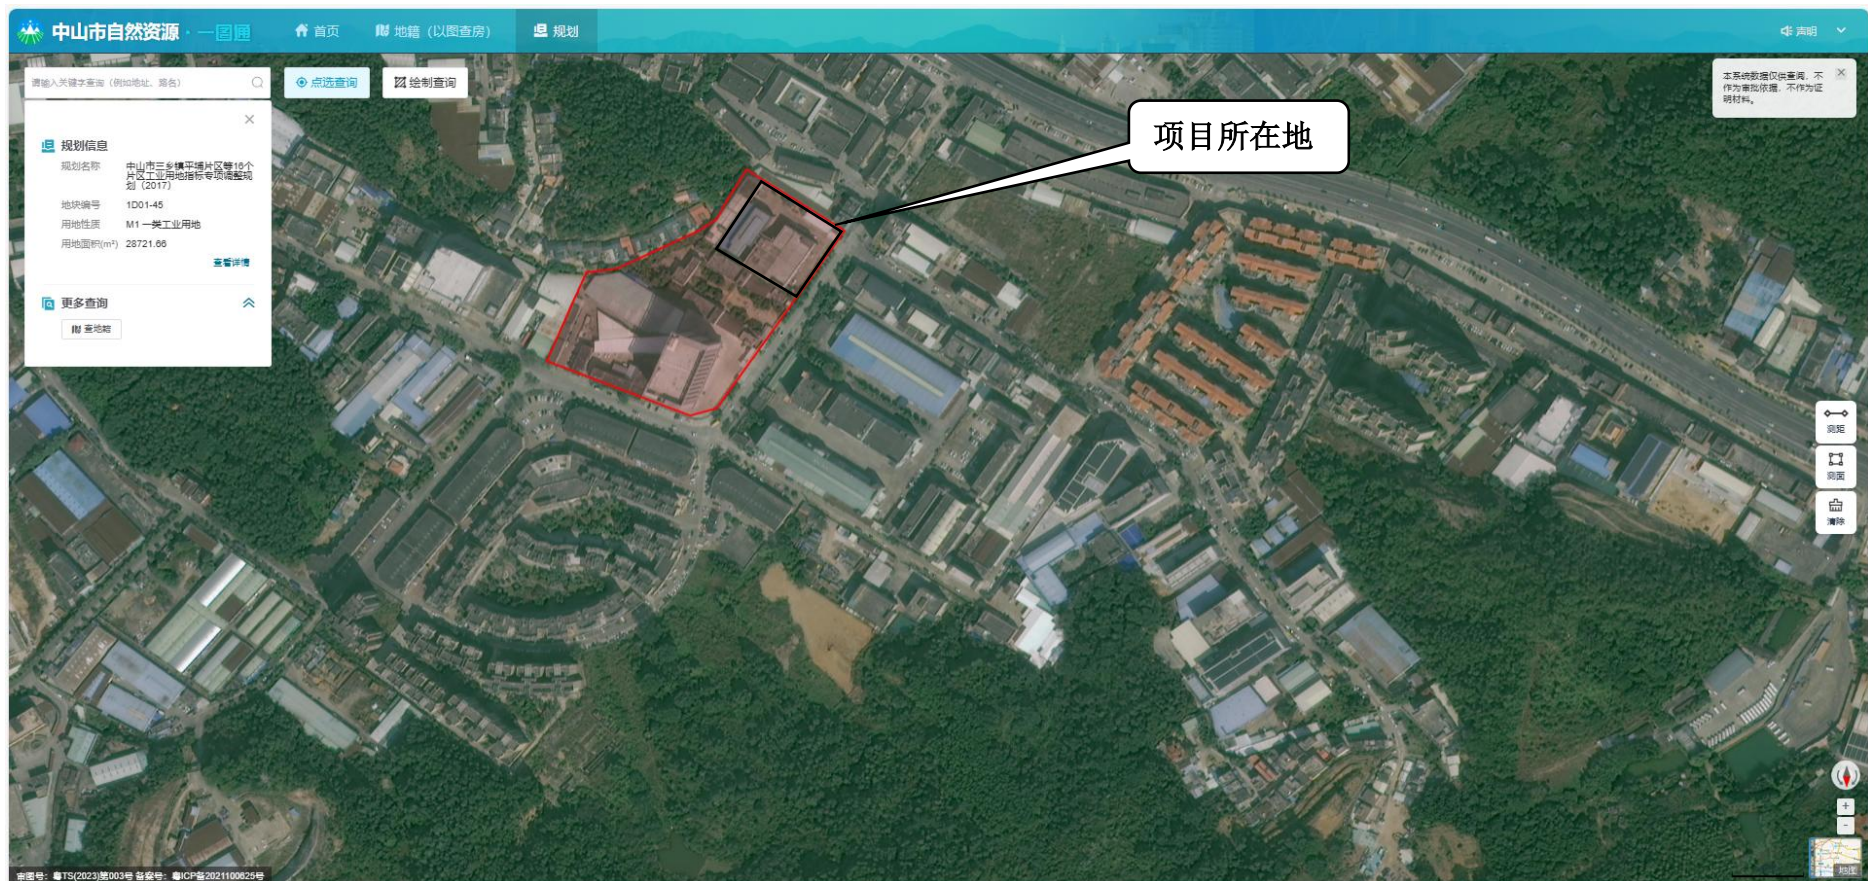 中山市自然资源·一图通
首页
地籍（以图查房）
规划
声明
请输入关键字查询（例如地址、路名）
点选查询
绘制查询
本系统数据仅供查阅，不
作为审批依据，不作为证
明材料。
项目所在地
规划信息
规划名称
中山市三乡镇平埔片区等16个
片区工业用地指标专项调整规
划（2017）
地块编号 1D01-45
用地性质 M1 一类工业用地
用地面积(m²) 28721.66
查看详情
更多查询
查地籍
测距
测面
清除
+
-
地图
审图号：粤TS(2023)第003号 备案号：粤ICP备2021100625号